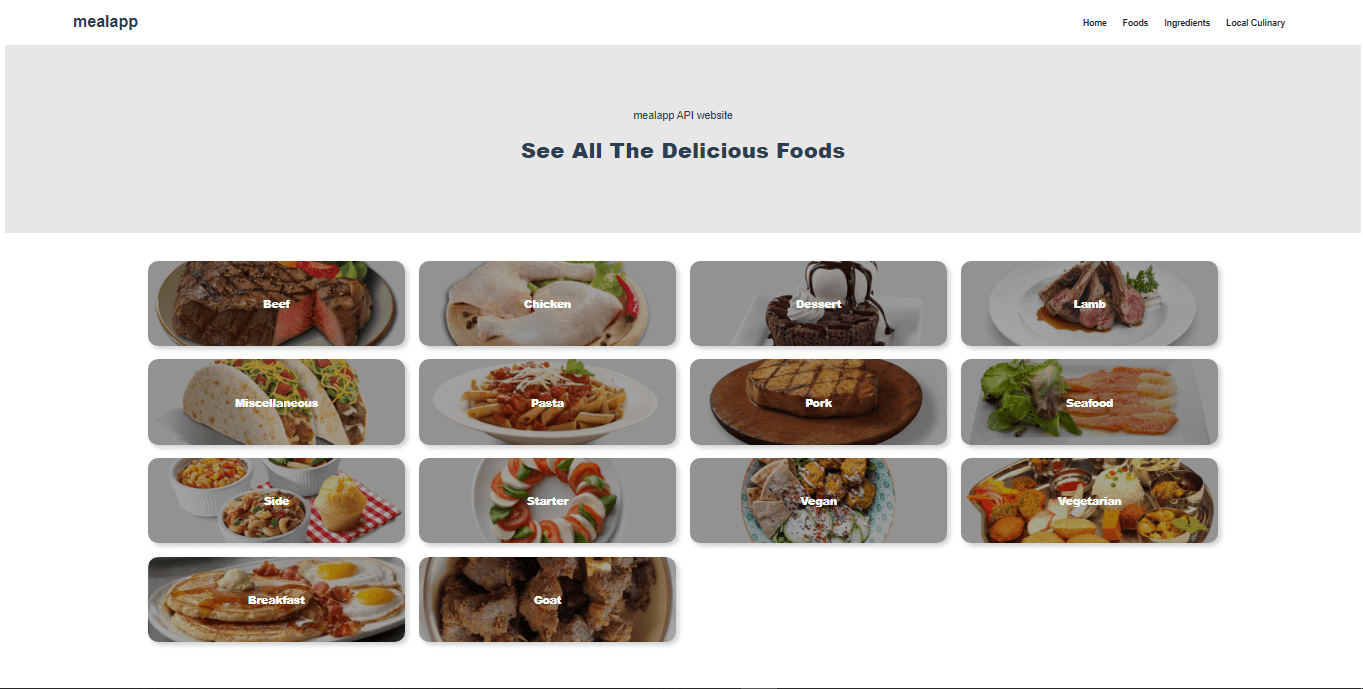 mealapp
Home Foods Ingredients Local Culinary
mealapp API website
See All The Delicious Foods
Beef
Chicken
Dessert
Lamb
Miscellaneous
Pasta
Pork
Seafood
Side
Starter
Vegan
Vegetarian
Breakfast
Goat